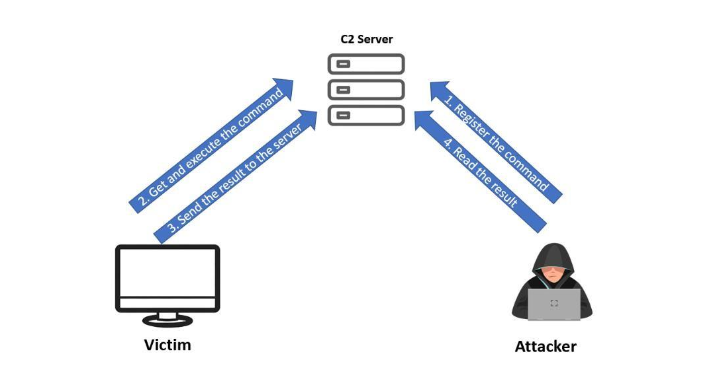 C2 Server
2. Get and execute the command
3. Send the result to the server
1. Register the command
4. Read the result
Victim
Attacker